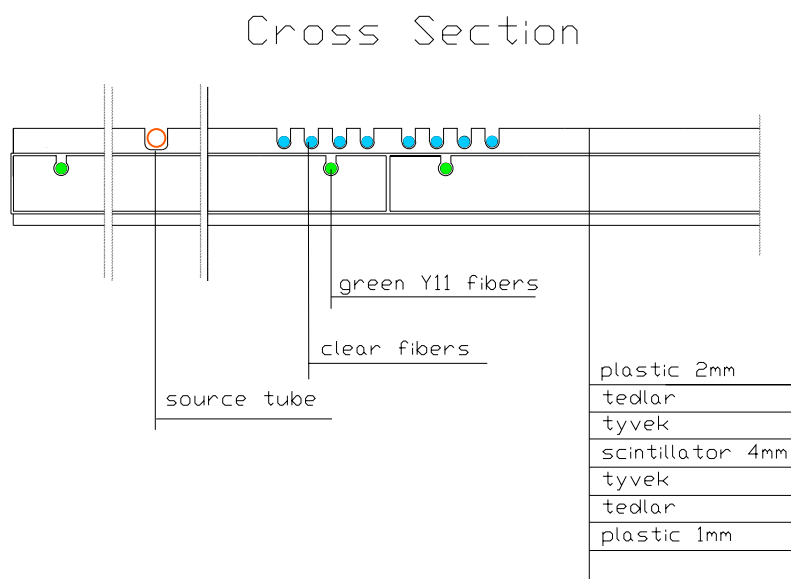 Cross Section
green Y11 fibers
clear fibers
source tube
plastic 2mm
tedlar
tyvek
scintillator 4mm
tyvek
tedlar
plastic 1mm